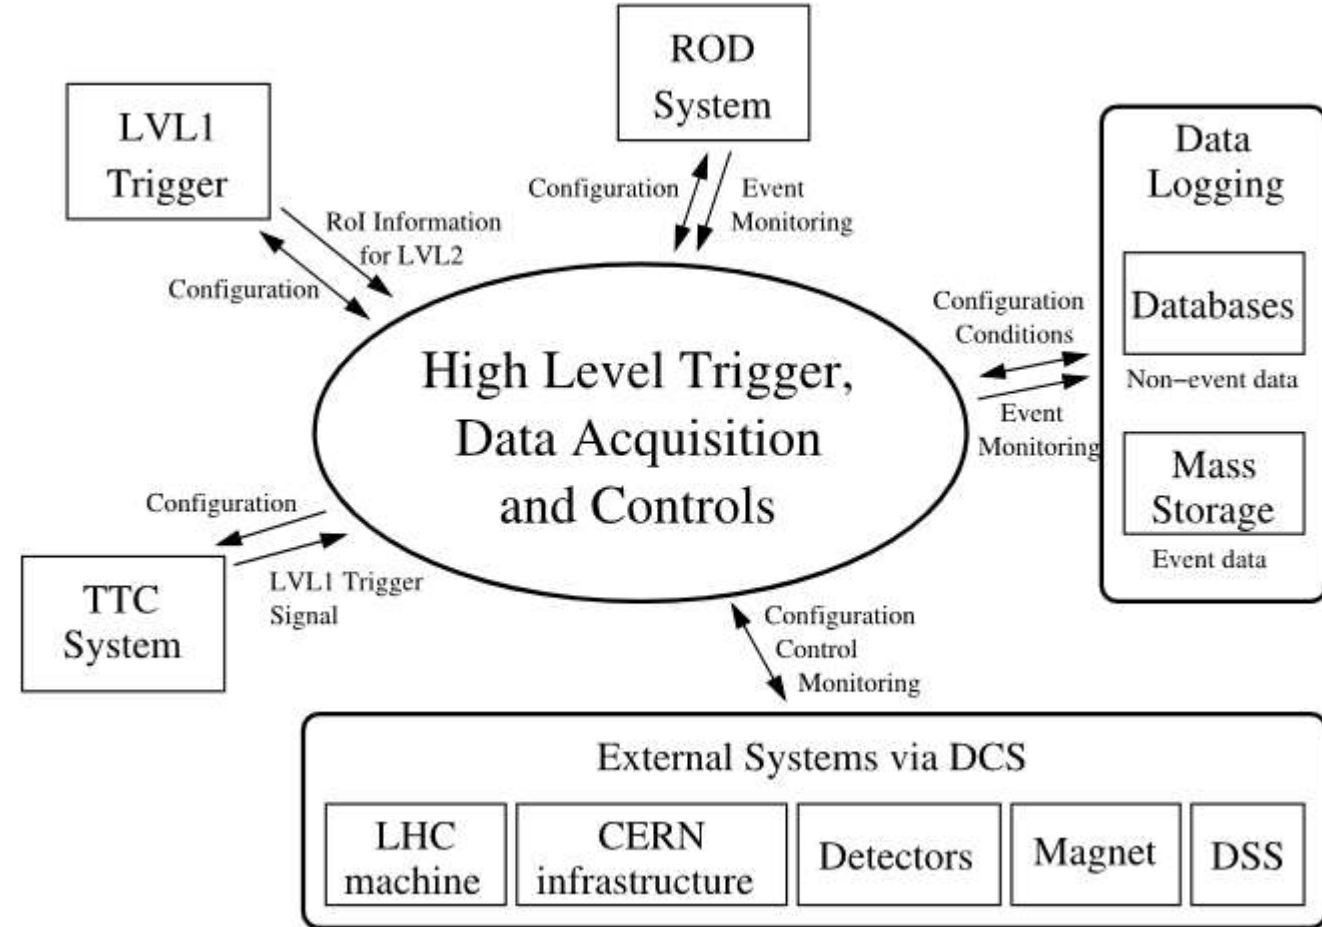 ROD
System
LVL1
Trigger
Configuration
Event
Monitoring
RoI Information
for LVL2
Configuration
Data
Logging
Databases
Non−event data
Mass
Storage
Event data
Configuration
Conditions
Event
Monitoring
High Level Trigger,
Data Acquisition
and Controls
Configuration
LVL1 Trigger
Signal
TTC
System
Configuration
Control
Monitoring
External Systems via DCS
LHC
machine
CERN
infrastructure
Detectors
Magnet
DSS